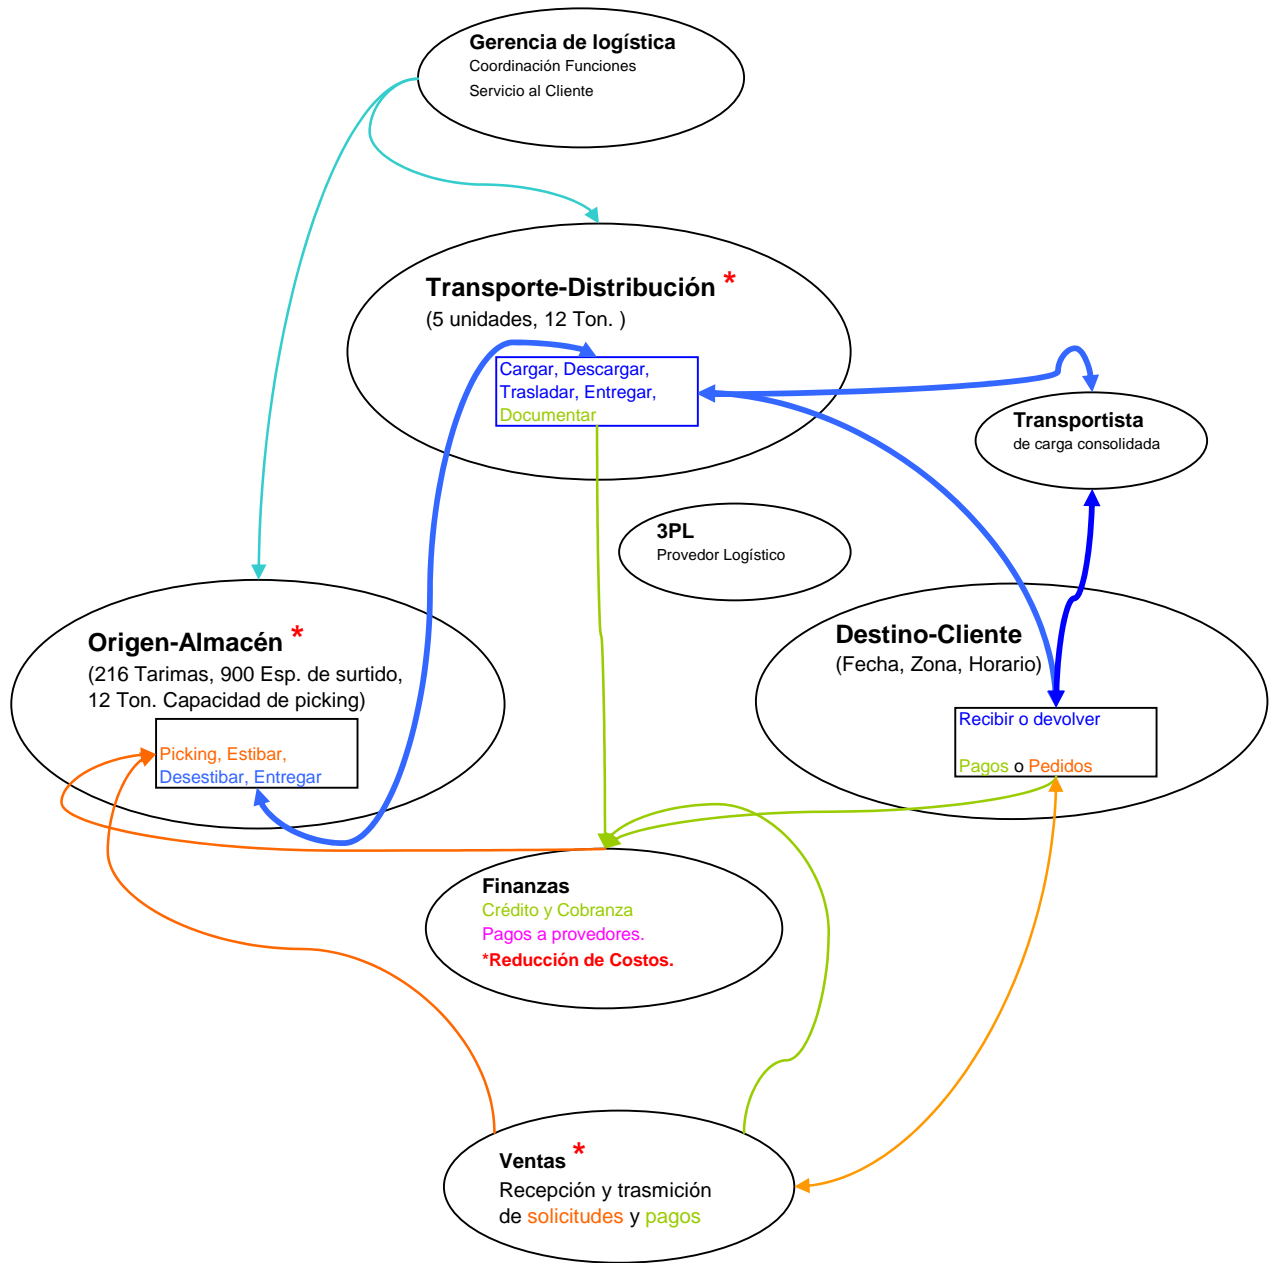 Gerencia de logística
Coordinación Funciones
Servicio al Cliente
Transporte-Distribución *
(5 unidades, 12 Ton. )
Cargar, Descargar,
Trasladar, Entregar,
Documentar
Transportista
de carga consolidada
3PL
Provedor Logístico
Origen-Almacén *
(216 Tarimas, 900 Esp. de surtido,
12 Ton. Capacidad de picking)
Picking, Estibar,
Desestibar, Entregar
Destino-Cliente
(Fecha, Zona, Horario)
Recibir o devolver
Pagos o Pedidos
Finanzas
Crédito y Cobranza
Pagos a provedores.
*Reducción de Costos.
Ventas *
Recepción y trasmición
de solicitudes y pagos